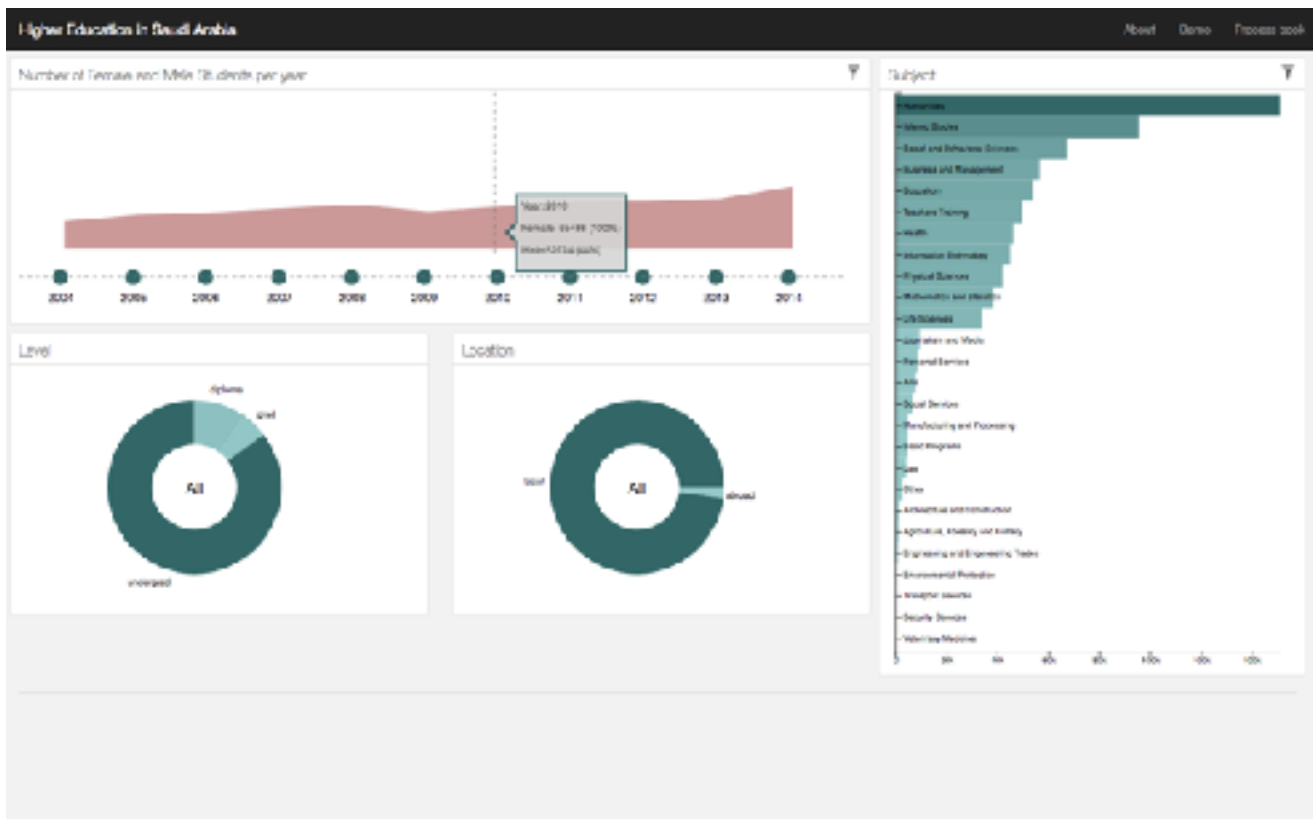 Higher Education in Saudi Arabia
About Demo Process book
Number of Female and Male Students per year
Year: 2010
2004 2005 2006 2007 2008 2009 2010 2011 2012 2013 2014
Level
diploma
grad
All
undergrad
Location
local
All
abroad
Subject
Humanities
Islamic Studies
Social and Behavioral Sciences
Business and Management
Education
Teachers Training
Health
Information Technology
Physical Sciences
Mathematics and Statistics
Life Sciences
Journalism and Media
Personal Services
Arts
Social Services
Manufacturing and Processing
Basic Programs
Law
Other
Architecture and Construction
Agriculture, Forestry and Fishery
Engineering and Engineering Trades
Environmental Protection
Security Services
Veterinary Medicine